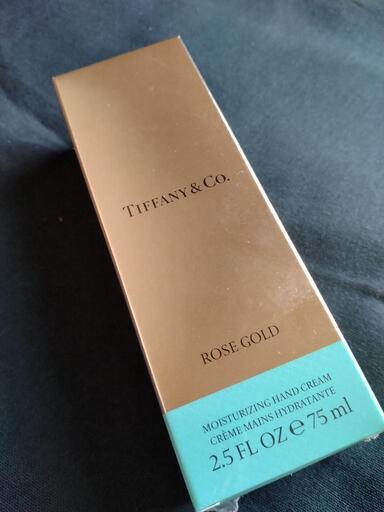 TIFFANY & CO.
ROSE GOLD
MOISTURIZING HAND CREAM
CRÈME MAINS HYDRATANTE
2.5 FL OZ ℮ 75 ml